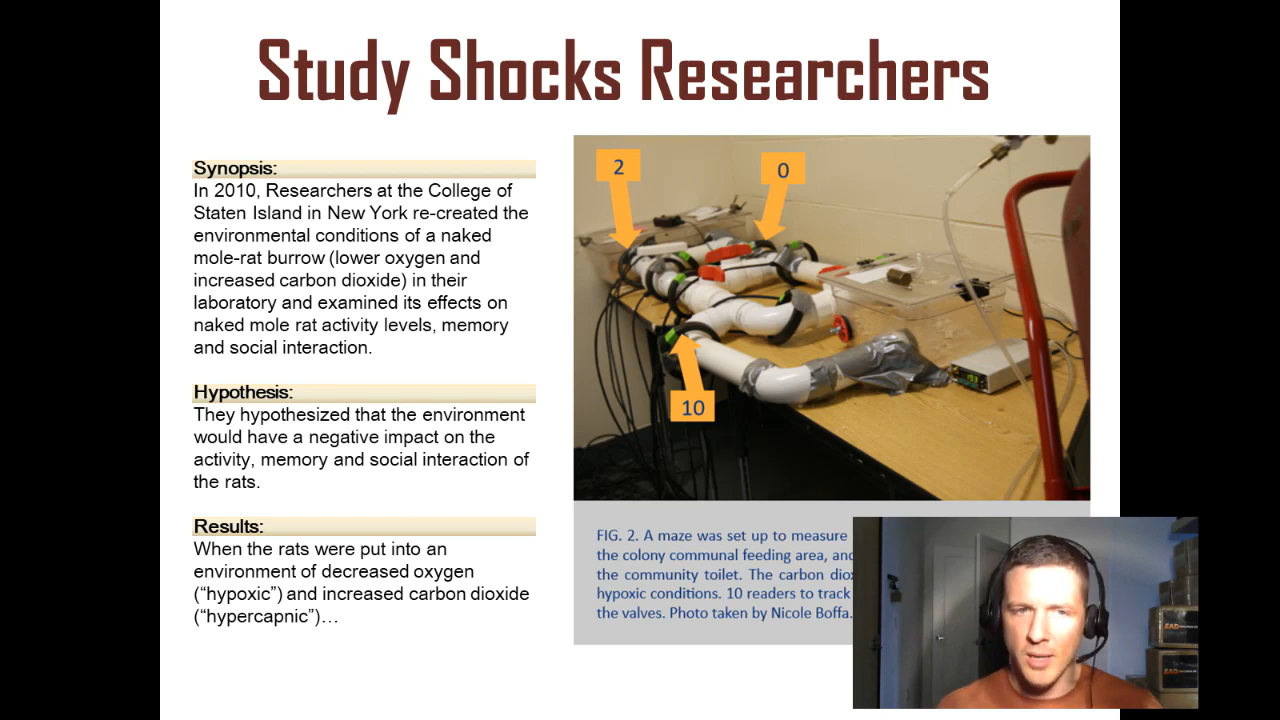 Study Shocks Researchers
Synopsis:
In 2010, Researchers at the College of
Staten Island in New York re-created the
environmental conditions of a naked
mole-rat burrow (lower oxygen and
increased carbon dioxide) in their
laboratory and examined its effects on
naked mole rat activity levels, memory
and social interaction.
Hypothesis:
They hypothesized that the environment
would have a negative impact on the
activity, memory and social interaction of
the rats.
Results:
When the rats were put into an
environment of decreased oxygen
(“hypoxic”) and increased carbon dioxide
(“hypercapnic”)…
2
0
10
FIG. 2. A maze was set up to measure
the colony communal feeding area, and
the community toilet. The carbon
hypoxic conditions. 10 readers to track
the valves. Photo taken by Nicole Boffa.
EAD
EAD